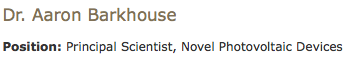 Dr. Aaron Barkhouse
Position: Principal Scientist, Novel Photovoltaic Devices